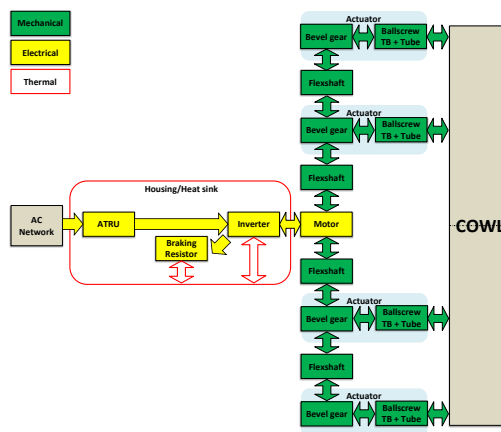 Mechanical
Electrical
Thermal
Actuator
Bevel gear
Ballscrew
TB + Tube
Flexshaft
Actuator
Bevel gear
Ballscrew
TB + Tube
Flexshaft
Housing/Heat sink
AC
Network
ATRU
Inverter
Motor
COWL
Braking
Resistor
Flexshaft
Actuator
Bevel gear
Ballscrew
TB + Tube
Flexshaft
Actuator
Bevel gear
Ballscrew
TB + Tube